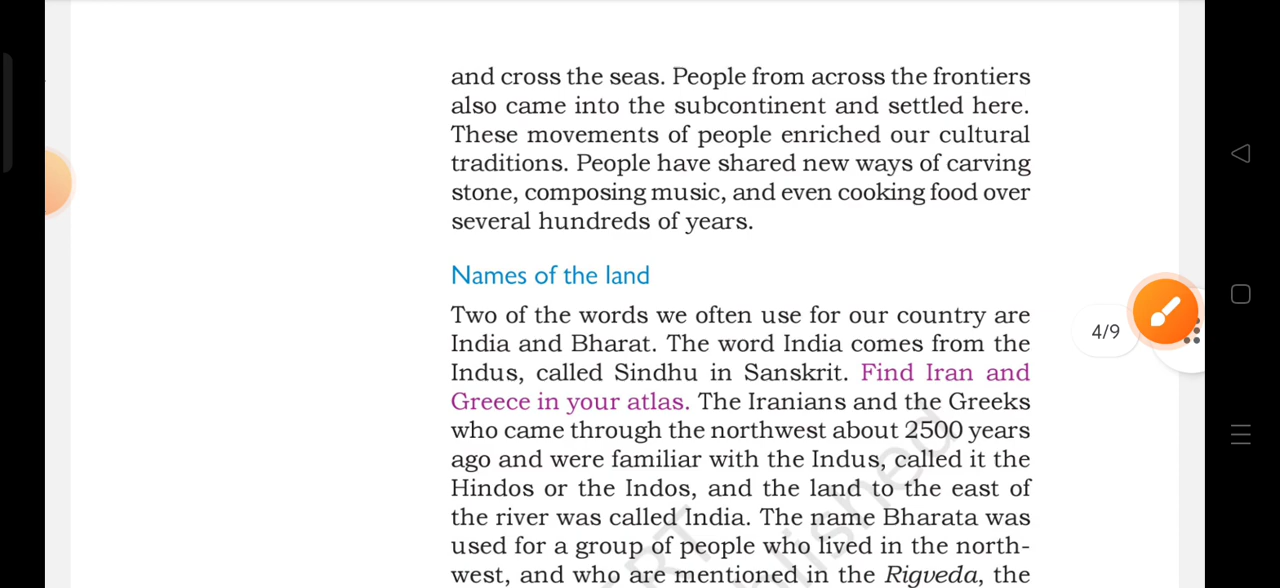 and cross the seas. People from across the frontiers
also came into the subcontinent and settled here.
These movements of people enriched our cultural
traditions. People have shared new ways of carving
stone, composing music, and even cooking food over
several hundreds of years.
Names of the land
Two of the words we often use for our country are
India and Bharat. The word India comes from the
Indus, called Sindhu in Sanskrit. Find Iran and
Greece in your atlas. The Iranians and the Greeks
who came through the northwest about 2500 years
ago and were familiar with the Indus, called it the
Hindos or the Indos, and the land to the east of
the river was called India. The name Bharata was
used for a group of people who lived in the north-
west, and who are mentioned in the Rigveda, the
4/9